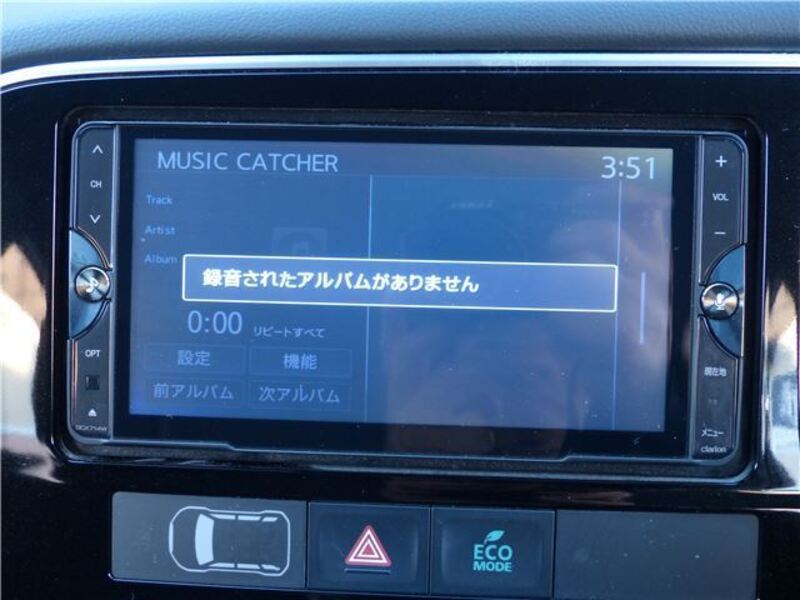 MUSIC CATCHER
3:51
Track
Artist
Album
録音されたアルバムがありません
0:00 リピートすべて
設定
機能
前アルバム
次アルバム
CH
OPT
VOL
現在地
メニュー
clarion
ECO
MODE